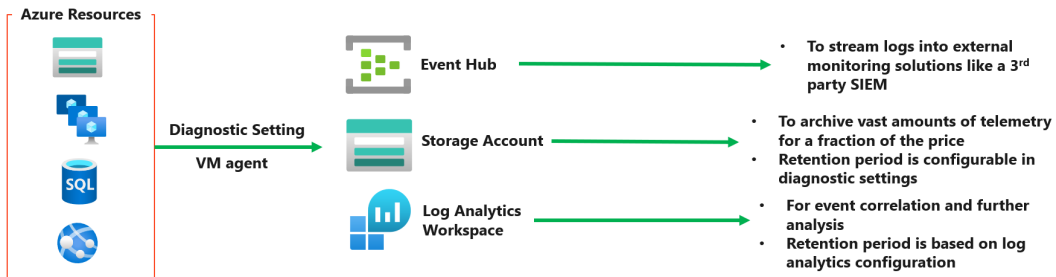 Azure Resources
SQL
Diagnostic Setting
VM agent
Event Hub
• To stream logs into external
monitoring solutions like a 3rd
party SIEM
Storage Account
• To archive vast amounts of telemetry
for a fraction of the price
• Retention period is configurable in
diagnostic settings
Log Analytics
Workspace
• For event correlation and further
analysis
• Retention period is based on log
analytics configuration